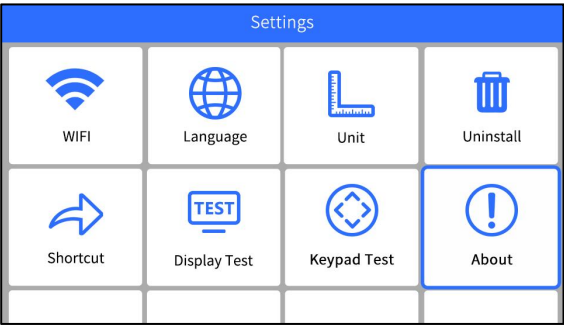 Settings
WIFI
Language
Unit
Uninstall
TEST
Shortcut
Display Test
Keypad Test
About